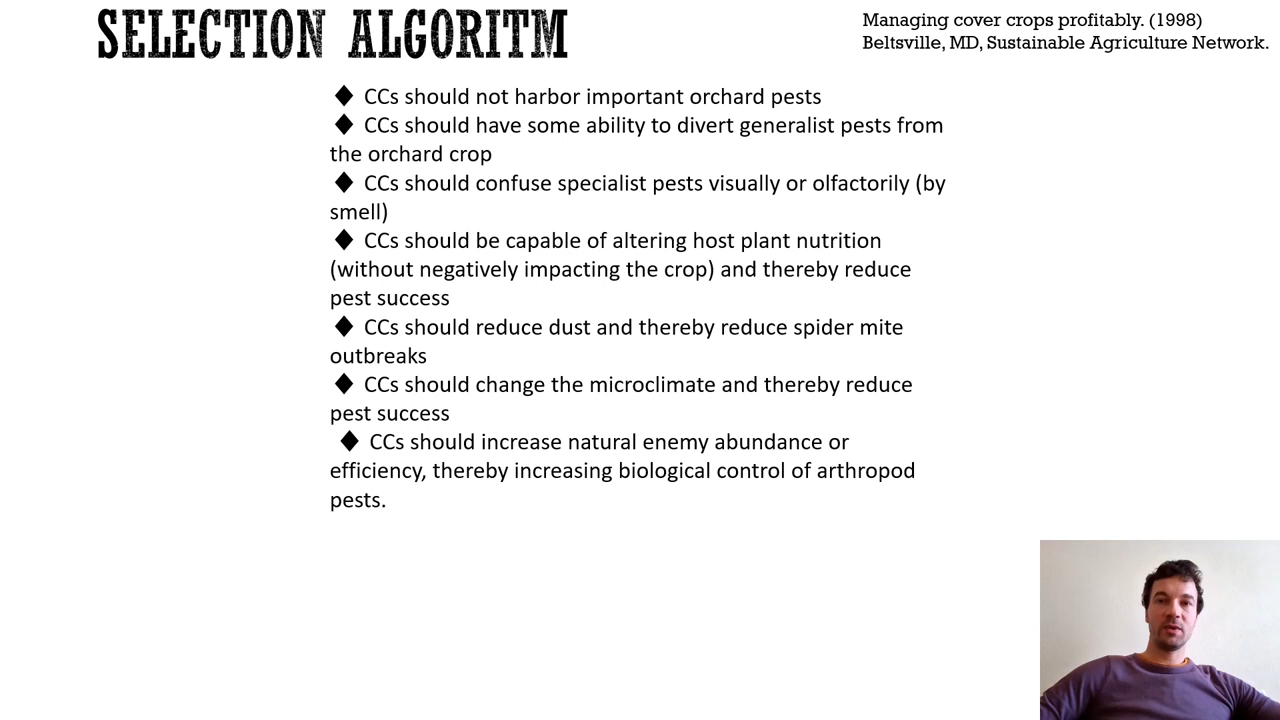 SELECTION ALGORITM
Managing cover crops profitably. (1998)
Beltsville, MD, Sustainable Agriculture Network.
♦ CCs should not harbor important orchard pests
♦ CCs should have some ability to divert generalist pests from
the orchard crop
♦ CCs should confuse specialist pests visually or olfactorily (by
smell)
♦ CCs should be capable of altering host plant nutrition
(without negatively impacting the crop) and thereby reduce
pest success
♦ CCs should reduce dust and thereby reduce spider mite
outbreaks
♦ CCs should change the microclimate and thereby reduce
pest success
♦ CCs should increase natural enemy abundance or
efficiency, thereby increasing biological control of arthropod
pests.